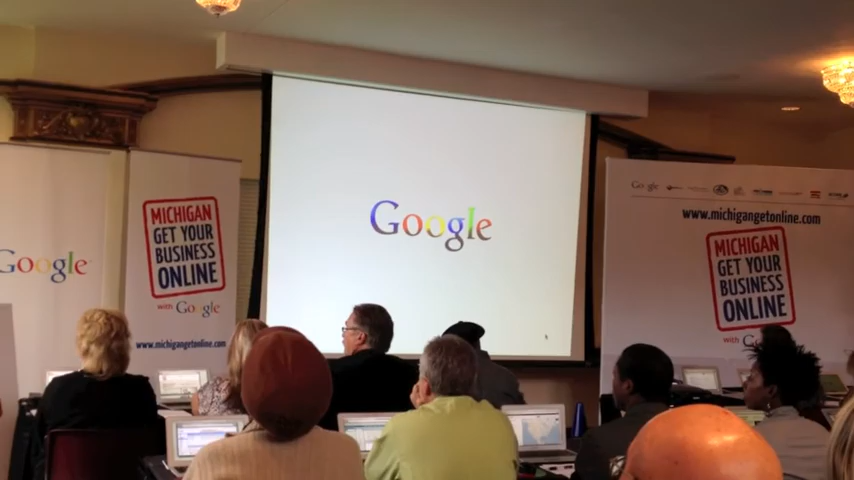 Google
MICHIGAN
GET YOUR
BUSINESS
ONLINE
with Google
www.michigangetonline.com
Google
Google
www.michigangetonline.com
MICHIGAN
GET YOUR
BUSINESS
ONLINE
with